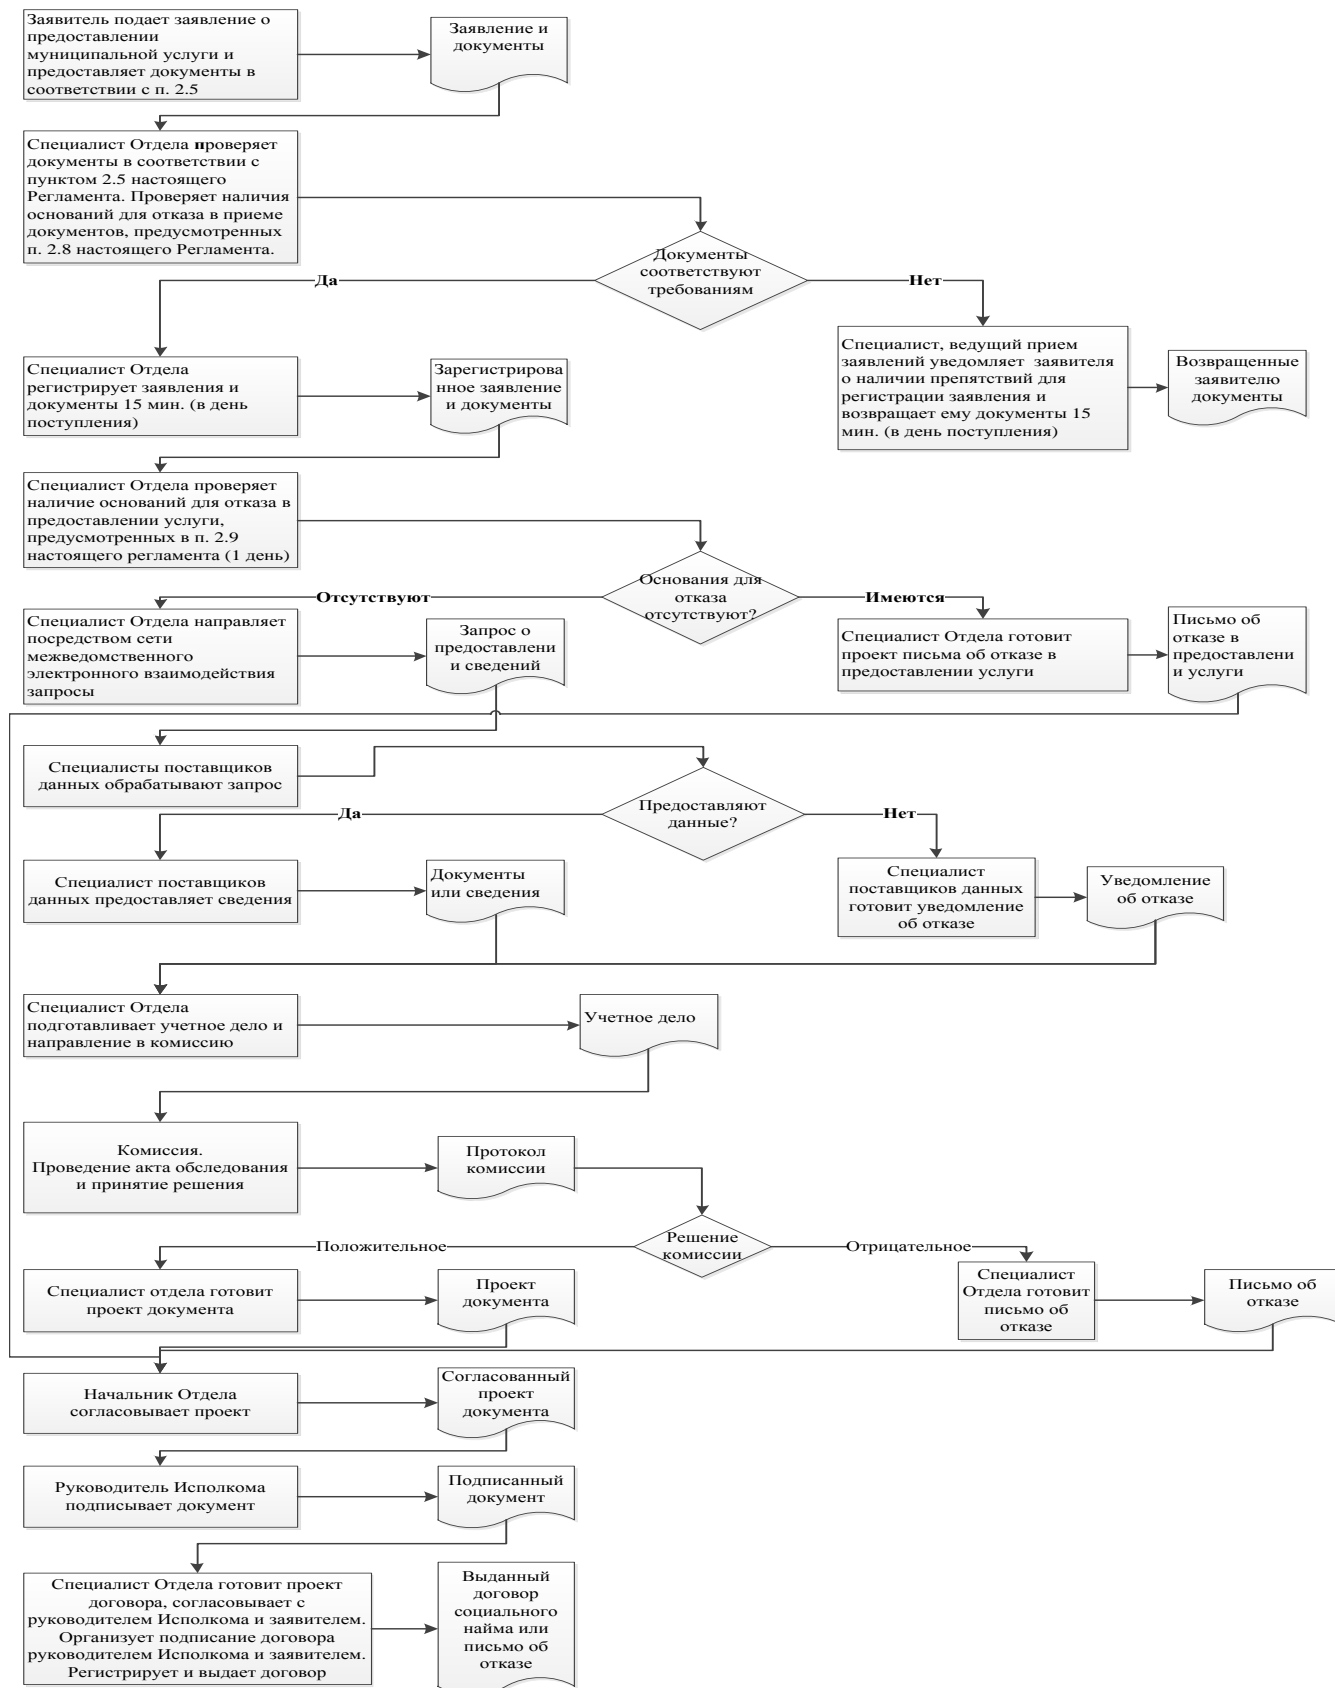 Заявитель подает заявление о
предоставлении
муниципальной услуги и
предоставляет документы в
соответствии с п. 2.5
Заявление и
документы
Специалист Отдела проверяет
документы в соответствии с
пунктом 2.5 настоящего
Регламента. Проверяет наличия
оснований для отказа в приеме
документов, предусмотренных
п. 2.8 настоящего Регламента.
Документы
соответствуют
требованиям
Да
Нет
Специалист Отдела
регистрирует заявления и
документы 15 мин. (в день
поступления)
Зарегистрирова
нное заявление
и документы
Специалист, ведущий прием
заявлений уведомляет заявителя
о наличии препятствий для
регистрации заявления и
возвращает ему документы 15
мин. (в день поступления)
Возвращенные
заявителю
документы
Специалист Отдела проверяет
наличие оснований для отказа в
предоставлении услуги,
предусмотренных в п. 2.9
настоящего регламента (1 день)
Основания для
отказа
отсутствуют?
Отсутствуют
Имеются
Специалист Отдела направляет
посредством сети
межведомственного
электронного взаимодействия
запросы
Запрос о
предоставлени
и сведений
Специалист Отдела готовит
проект письма об отказе в
предоставлении услуги
Письмо об
отказе в
предоставлени
и услуги
Специалисты поставщиков
данных обрабатывают запрос
Предоставляют
данные?
Да
Нет
Специалист поставщиков
данных предоставляет сведения
Документы
или сведения
Специалист
поставщиков данных
готовит уведомление
об отказе
Уведомление
об отказе
Специалист Отдела
подготавливает учетное дело и
направление в комиссию
Учетное дело
Комиссия.
Проведение акта обследования
и принятие решения
Протокол
комиссии
Решение
комиссии
Положительное
Отрицательное
Специалист отдела готовит
проект документа
Проект
документа
Специалист
Отдела готовит
письмо об
отказе
Письмо об
отказе
Начальник Отдела
согласовывает проект
Согласованный
проект
документа
Руководитель Исполкома
подписывает документ
Подписанный
документ
Специалист Отдела готовит проект
договора, согласовывает с
руководителем Исполкома и заявителем.
Организует подписание договора
руководителем Исполкома и заявителем.
Регистрирует и выдает договор
Выданный
договор
социального
найма или
письмо об
отказе